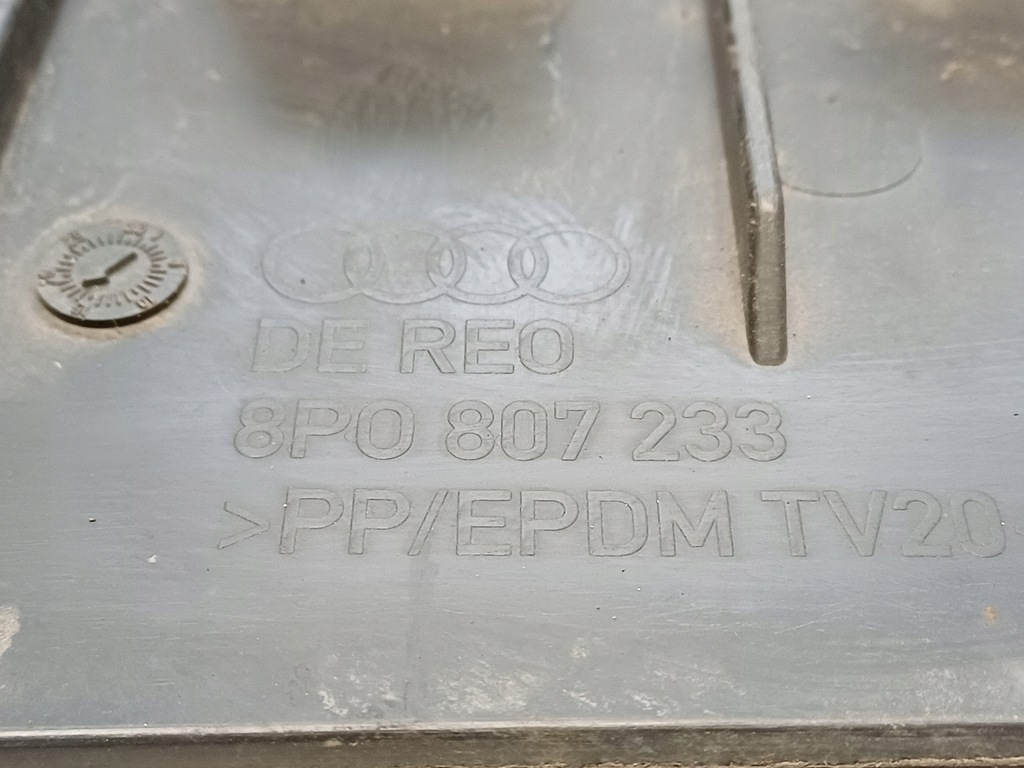 DE REO
8P0 807 233
>PP/EPDM TV20